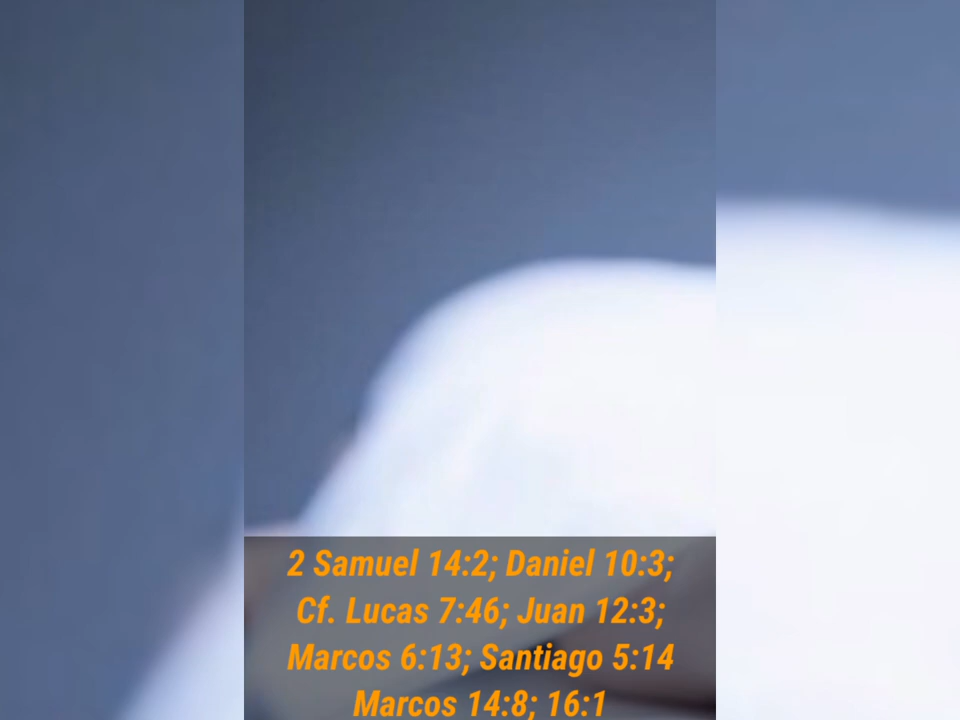 2 Samuel 14:2; Daniel 10:3;
Cf. Lucas 7:46; Juan 12:3;
Marcos 6:13; Santiago 5:14
Marcos 14:8; 16:1